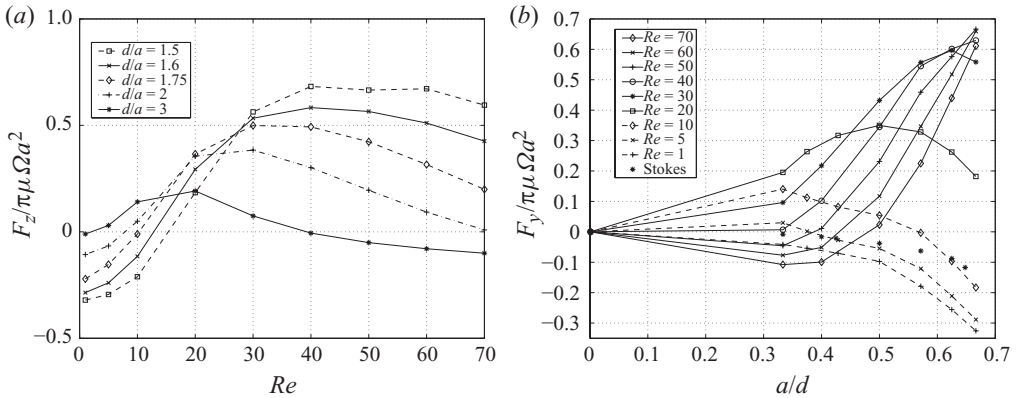 (a)
1.0
0.5
0
−0.5
F_z/πμΩa²
d/a = 1.5
d/a = 1.6
d/a = 1.75
d/a = 2
d/a = 3
0 10 20 30 40 50 60 70
Re
(b)
0.7
0.6
0.5
0.4
0.3
0.2
0.1
0
−0.1
−0.2
−0.3
F_y/πμΩa²
Re = 70
Re = 60
Re = 50
Re = 40
Re = 30
Re = 20
Re = 10
Re = 5
Re = 1
Stokes
0 0.1 0.2 0.3 0.4 0.5 0.6 0.7
a/d